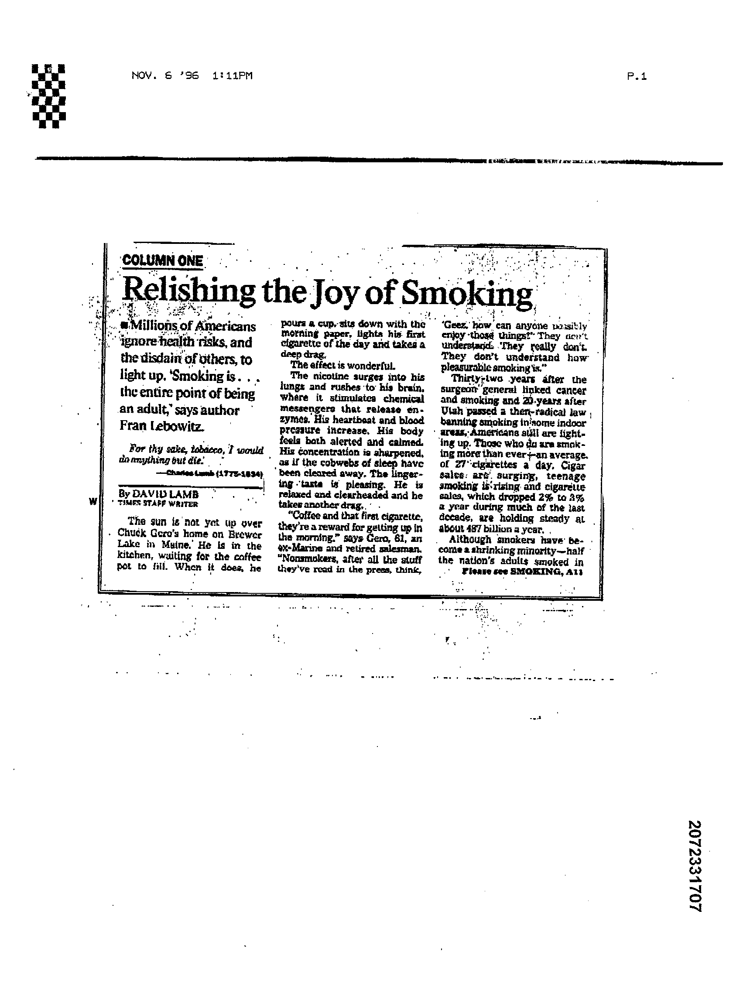 NOV. 6 '96 1:11PM
P.1
COLUMN ONE
Relishing the Joy of Smoking
■ Millions of Americans
ignore health risks, and
the disdain of others, to
light up. 'Smoking is . . .
the entire point of being
an adult,' says author
Fran Lebowitz.
For thy sake, tobacco, I would
do anything but die.
—Charles Lamb (1775-1834)
By DAVID LAMB
TIMES STAFF WRITER
W
The sun is not yet up over
Chuck Gero's home on Brewer
Lake in Maine. He is in the
kitchen, waiting for the coffee
pot to fill. When it does, he
pours a cup, sits down with the
morning paper, lights his first
cigarette of the day and takes a
deep drag.
The effect is wonderful.
The nicotine surges into his
lungs and rushes to his brain,
where it stimulates chemical
messengers that release en-
zymes. His heartbeat and blood
pressure increase. His body
feels both alerted and calmed.
His concentration is sharpened,
as if the cobwebs of sleep have
been cleared away. The linger-
ing taste is pleasing. He is
relaxed and clearheaded and he
takes another drag.
"Coffee and that first cigarette,
they're a reward for getting up in
the morning," says Gero, 61, an
ex-Marine and retired salesman.
"Nonsmokers, after all the stuff
they've read in the press, think,
'Geez, how can anyone possibly
enjoy those things?' They don't
understand. They really don't.
They don't understand how
pleasurable smoking is."
Thirty-two years after the
surgeon general linked cancer
and smoking and 20 years after
Utah passed a then-radical law
banning smoking in some indoor
areas, Americans still are light-
ing up. Those who do are smok-
ing more than ever—an average
of 27 cigarettes a day. Cigar
sales are surging, teenage
smoking is rising and cigarette
sales, which dropped 2% to 3%
a year during much of the last
decade, are holding steady at
about 487 billion a year.
Although smokers have be-
come a shrinking minority—half
the nation's adults smoked in
Please see SMOKING, A11
2072331707